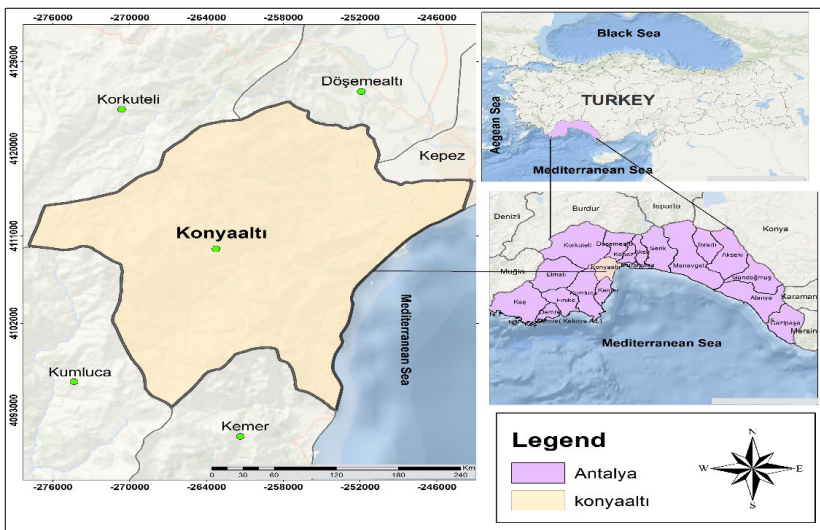 -276000 -270000 -264000 -258000 -252000 -246000
4129000
4120000
4111000
4102000
4093000
Korkuteli
Döşemealtı
Kepez
Konyaaltı
Mediterranean Sea
Kumluca
Kemer
0 30 60 120 180 240
Km
-276000 -270000 -264000 -258000 -252000 -246000
Black Sea
TURKEY
Aegean Sea
Mediterranean Sea
Denizli
Burdur
Isparta
Konya
Muğla
Karaman
Mersin
Korkuteli
Döşemealtı
Kepez
Serik
Manavgat
İbradı
Akseki
Gündoğmuş
Alanya
Gazipaşa
Elmalı
Konyaaltı
Kumluca
Kemer
Finike
Demre
Kaş
Mediterranean Sea
Legend
Antalya
konyaaltı
N
W E
S